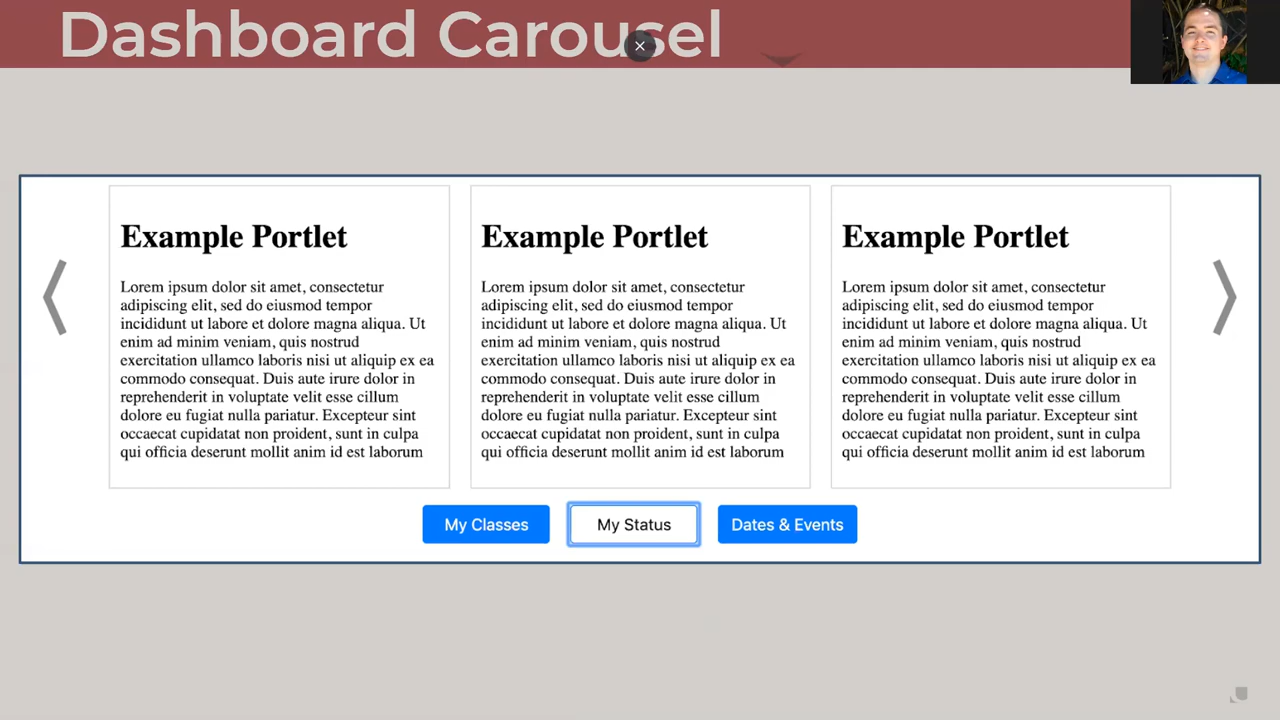 Dashboard Carousel
Example Portlet
Lorem ipsum dolor sit amet, consectetur
adipiscing elit, sed do eiusmod tempor
incididunt ut labore et dolore magna aliqua. Ut
enim ad minim veniam, quis nostrud
exercitation ullamco laboris nisi ut aliquip ex ea
commodo consequat. Duis aute irure dolor in
reprehenderit in voluptate velit esse cillum
dolore eu fugiat nulla pariatur. Excepteur sint
occaecat cupidatat non proident, sunt in culpa
qui officia deserunt mollit anim id est laborum
Example Portlet
Lorem ipsum dolor sit amet, consectetur
adipiscing elit, sed do eiusmod tempor
incididunt ut labore et dolore magna aliqua. Ut
enim ad minim veniam, quis nostrud
exercitation ullamco laboris nisi ut aliquip ex ea
commodo consequat. Duis aute irure dolor in
reprehenderit in voluptate velit esse cillum
dolore eu fugiat nulla pariatur. Excepteur sint
occaecat cupidatat non proident, sunt in culpa
qui officia deserunt mollit anim id est laborum
Example Portlet
Lorem ipsum dolor sit amet, consectetur
adipiscing elit, sed do eiusmod tempor
incididunt ut labore et dolore magna aliqua. Ut
enim ad minim veniam, quis nostrud
exercitation ullamco laboris nisi ut aliquip ex ea
commodo consequat. Duis aute irure dolor in
reprehenderit in voluptate velit esse cillum
dolore eu fugiat nulla pariatur. Excepteur sint
occaecat cupidatat non proident, sunt in culpa
qui officia deserunt mollit anim id est laborum
My Classes
My Status
Dates & Events